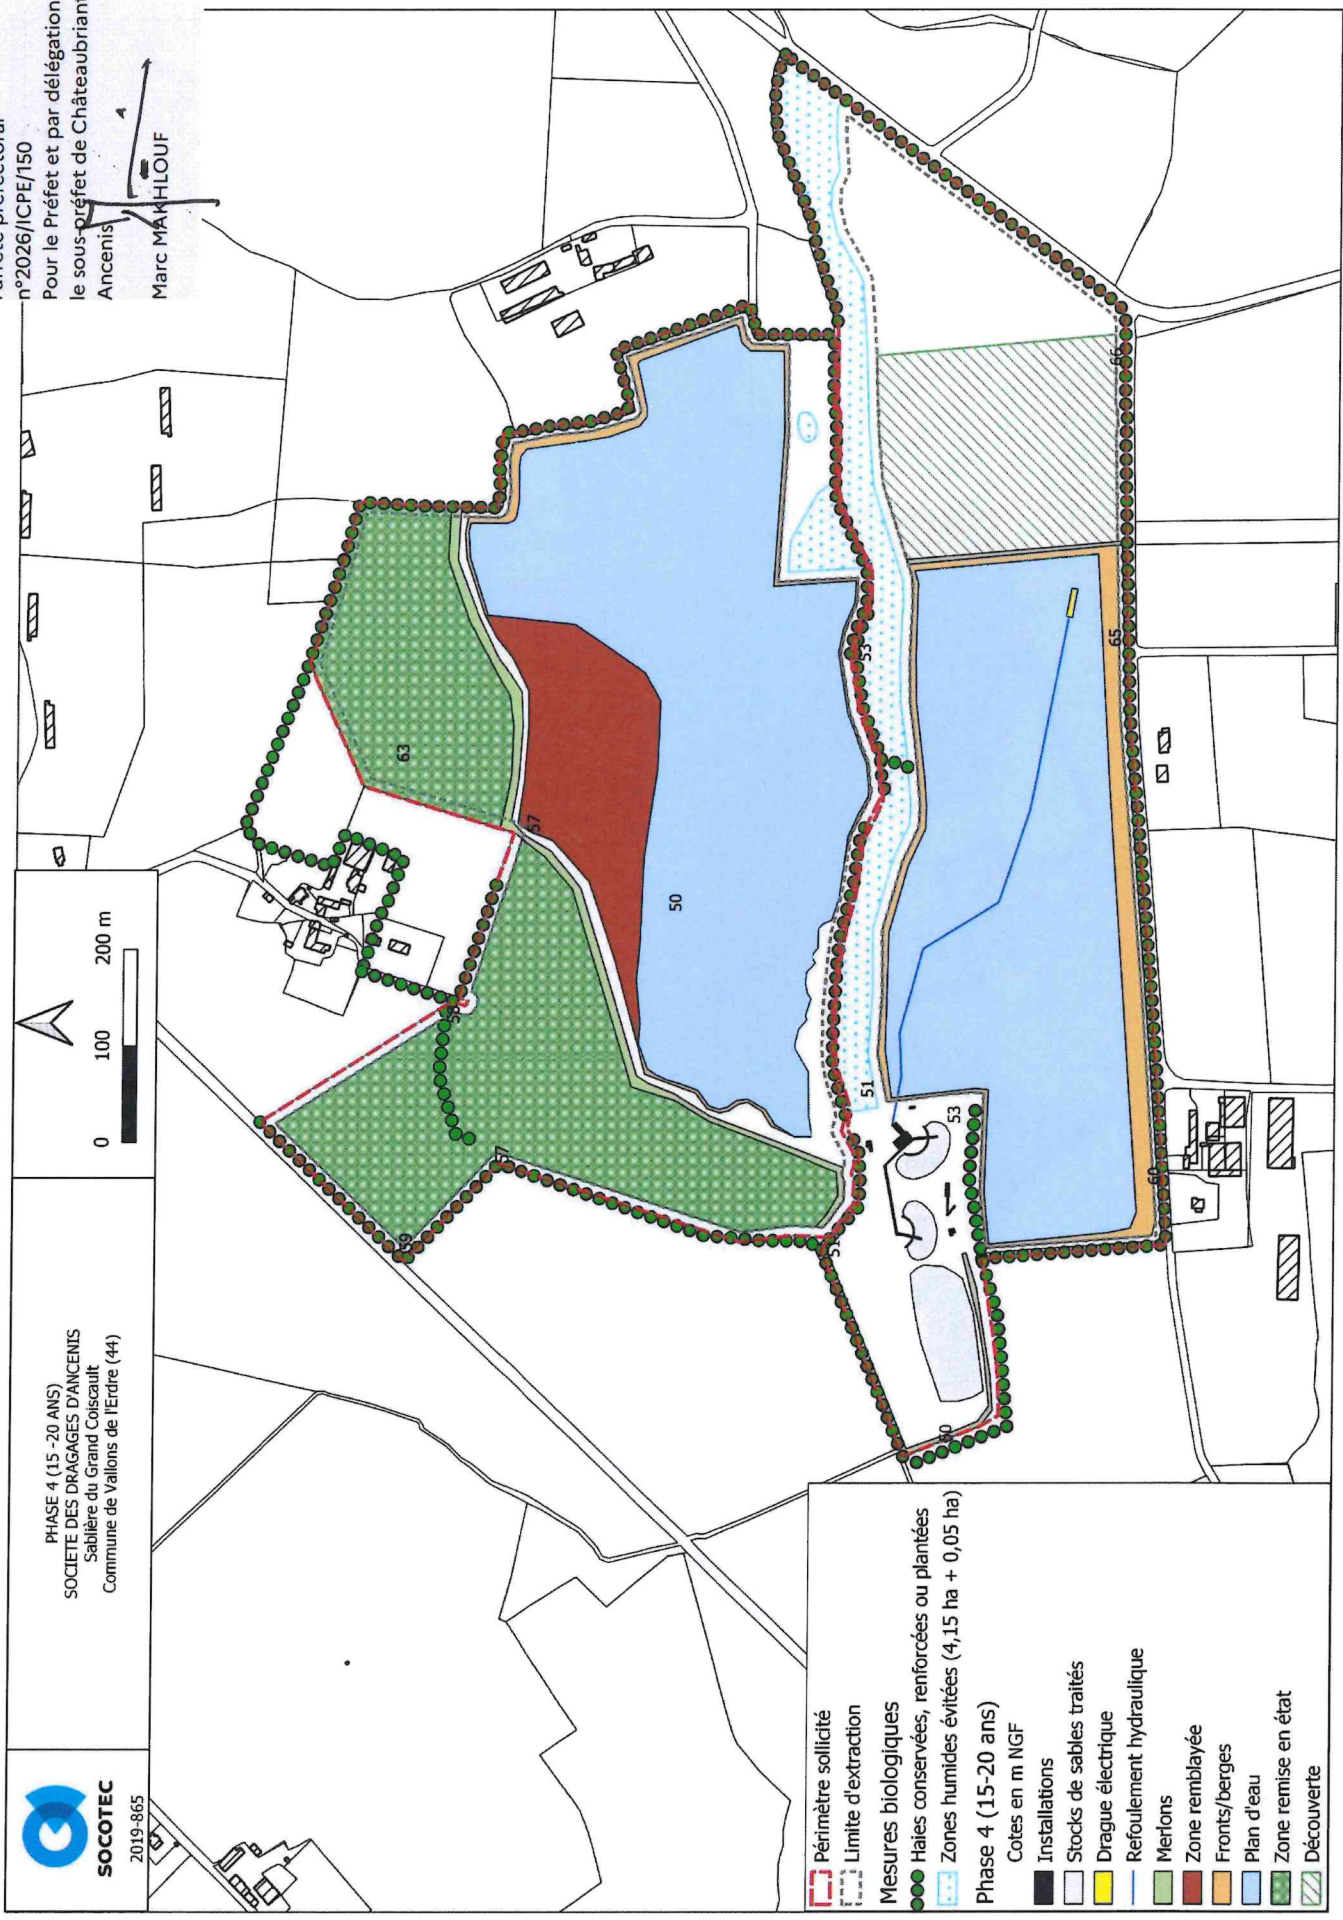 n°2026/ICPE/150
Pour le Préfet et par délégation
le sous-préfet de Châteaubriant
Ancenis
Marc MAKHLOUF
SOCOTEC
2019-865
PHASE 4 (15 -20 ANS)
SOCIETE DES DRAGAGES D'ANCENIS
Sablière du Grand Coiscault
Commune de Vallons de l'Erdre (44)
0 100 200 m
59
57
58
63
57
50
53
51
51
53
50
60
65
66
Périmètre sollicité
Limite d'extraction
Mesures biologiques
Haies conservées, renforcées ou plantées
Zones humides évitées (4,15 ha + 0,05 ha)
Phase 4 (15-20 ans)
Cotes en m NGF
Installations
Stocks de sables traités
Drague électrique
Refoulement hydraulique
Merlons
Zone remblayée
Fronts/berges
Plan d'eau
Zone remise en état
Découverte